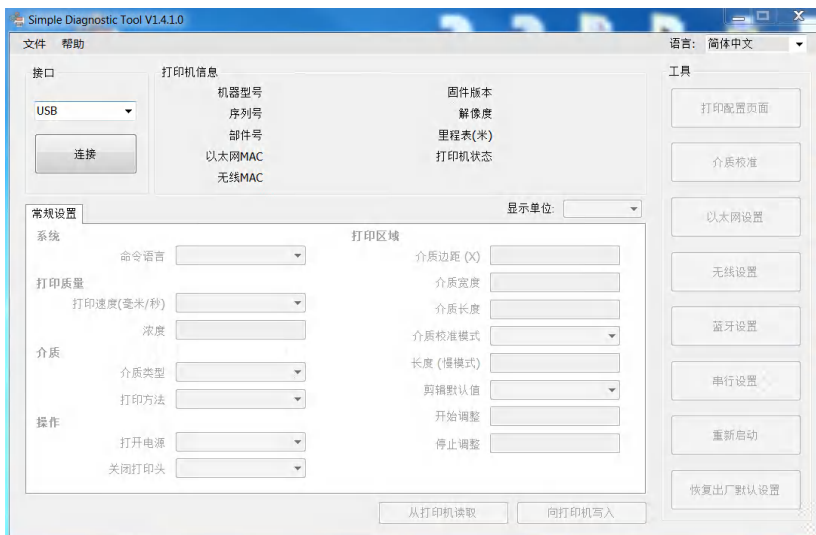 Simple Diagnostic Tool V1.4.1.0
文件 帮助
语言: 简体中文
接口
USB
连接
打印机信息
机器型号
序列号
部件号
以太网MAC
无线MAC
固件版本
解像度
里程表(米)
打印机状态
常规设置
显示单位:
系统
命令语言
打印质量
打印速度(毫米/秒)
浓度
介质
介质类型
打印方法
操作
打开电源
关闭打印头
打印区域
介质边距 (X)
介质宽度
介质长度
介质校准模式
长度 (慢模式)
剪辑默认值
开始调整
停止调整
从打印机读取
向打印机写入
工具
打印配置页面
介质校准
以太网设置
无线设置
蓝牙设置
串行设置
重新启动
恢复出厂默认设置